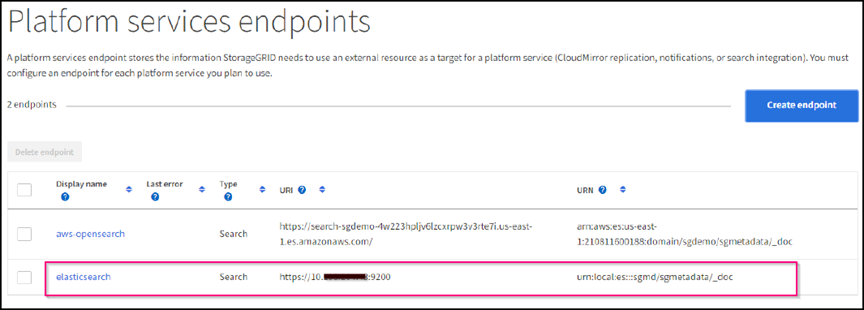 Platform services endpoints
A platform services endpoint stores the information StorageGRID needs to use an external resource as a target for a platform service (CloudMirror replication, notifications, or search integration). You must
configure an endpoint for each platform service you plan to use.
2 endpoints
Create endpoint
Delete endpoint
Display name Last error Type URI URN
aws-opensearch Search https://search-sgdemo-4w223hpljv6lzcxrpw3v3rte7i.us-east-1.es.amazonaws.com/ arn:aws:es:us-east-1:210811600188:domain/sgdemo/sgmetadata/_doc
elasticsearch Search https://10. :9200 urn:local:es:::sgmd/sgmetadata/_doc